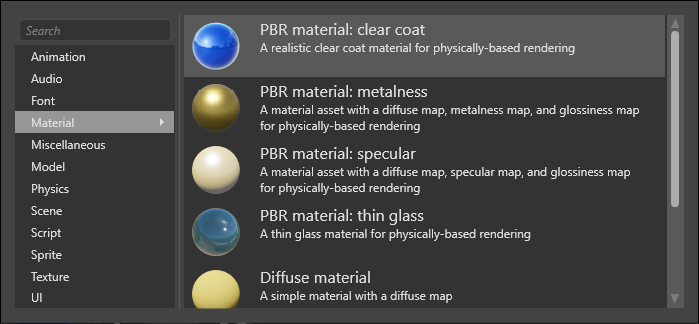 Search
Animation
Audio
Font
Material
Miscellaneous
Model
Physics
Scene
Script
Sprite
Texture
UI
PBR material: clear coat
A realistic clear coat material for physically-based rendering
PBR material: metalness
A material asset with a diffuse map, metalness map, and glossiness map
for physically-based rendering
PBR material: specular
A material asset with a diffuse map, specular map, and glossiness map
for physically-based rendering
PBR material: thin glass
A thin glass material for physically-based rendering
Diffuse material
A simple material with a diffuse map